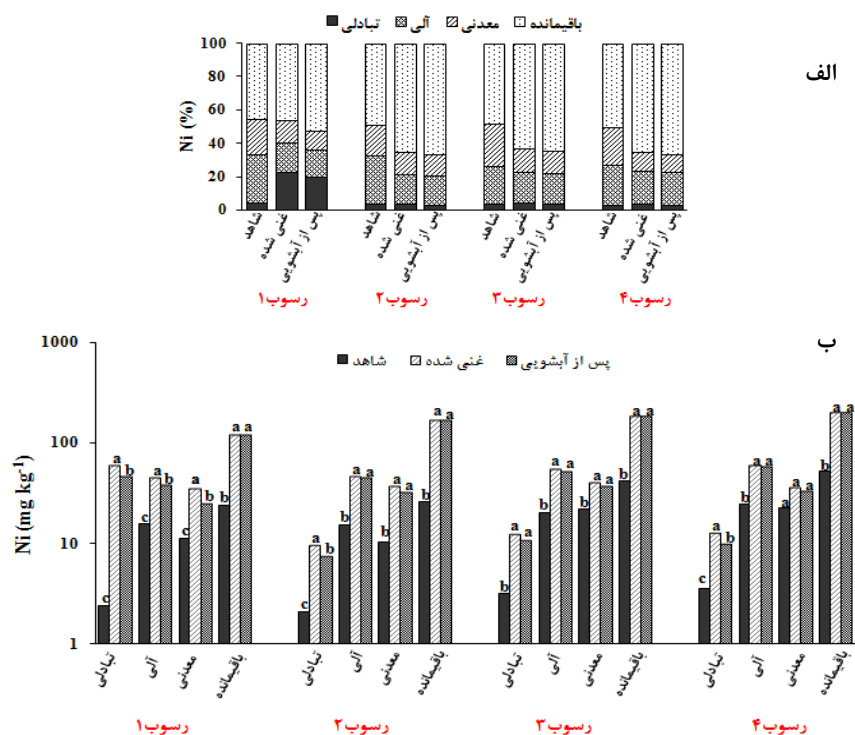 تبادلی آلی معدنی باقیمانده
الف
Ni (%)
100
80
60
40
20
0
شاهد غنی شده پس از آبشویی شاهد غنی شده پس از آبشویی شاهد غنی شده پس از آبشویی شاهد غنی شده پس از آبشویی
رسوب۱ رسوب۲ رسوب۳ رسوب۴
ب
شاهد غنی شده پس از آبشویی
Ni (mg kg-1)
1000
100
10
1
c a b c a b c a b b a a c a b b a a b a a b a a b a a b a a b a a b a a c a b b a a a a a b a a
تبادلی آلی معدنی باقیمانده تبادلی آلی معدنی باقیمانده تبادلی آلی معدنی باقیمانده تبادلی آلی معدنی باقیمانده
رسوب۱ رسوب۲ رسوب۳ رسوب۴